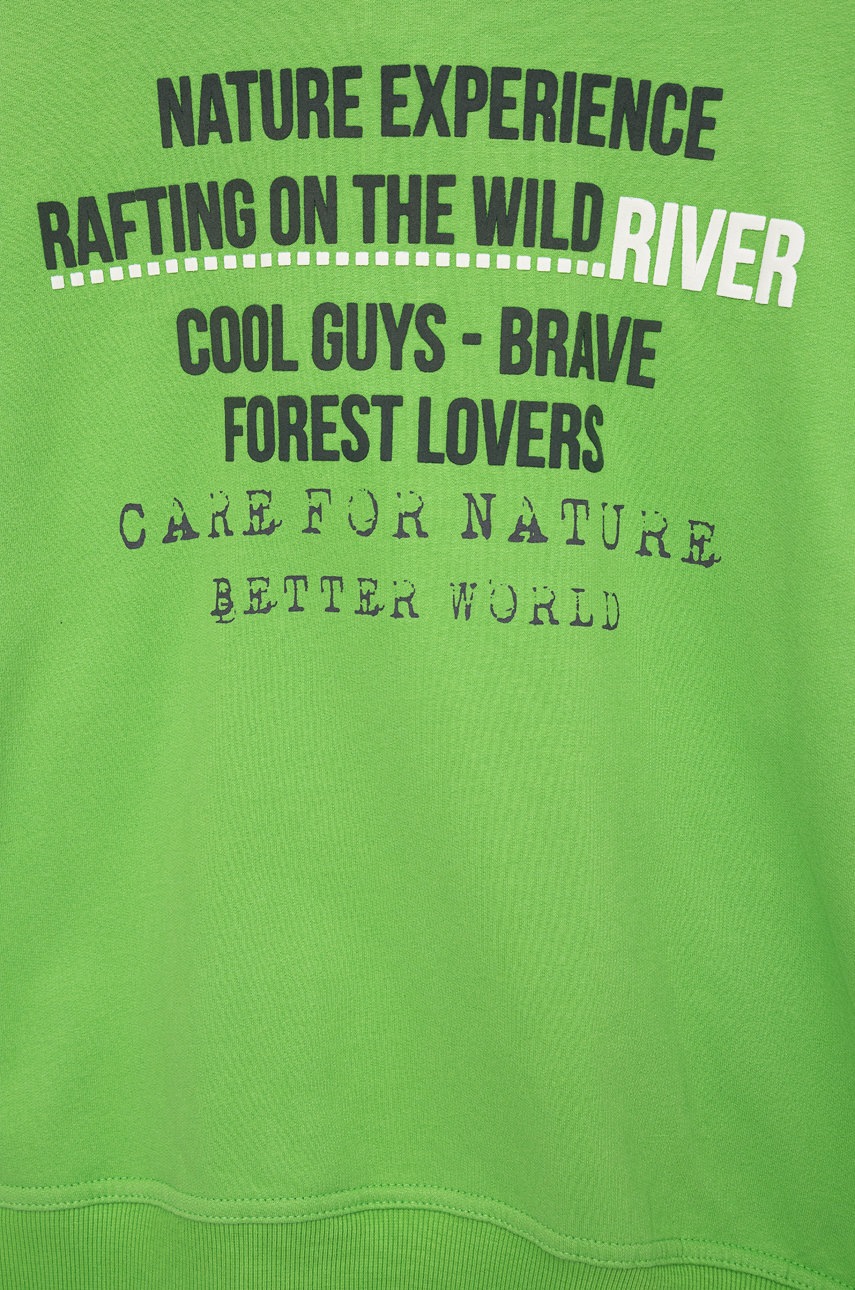 NATURE EXPERIENCE
RAFTING ON THE WILD RIVER
COOL GUYS - BRAVE
FOREST LOVERS
CARE FOR NATURE
BETTER WORLD